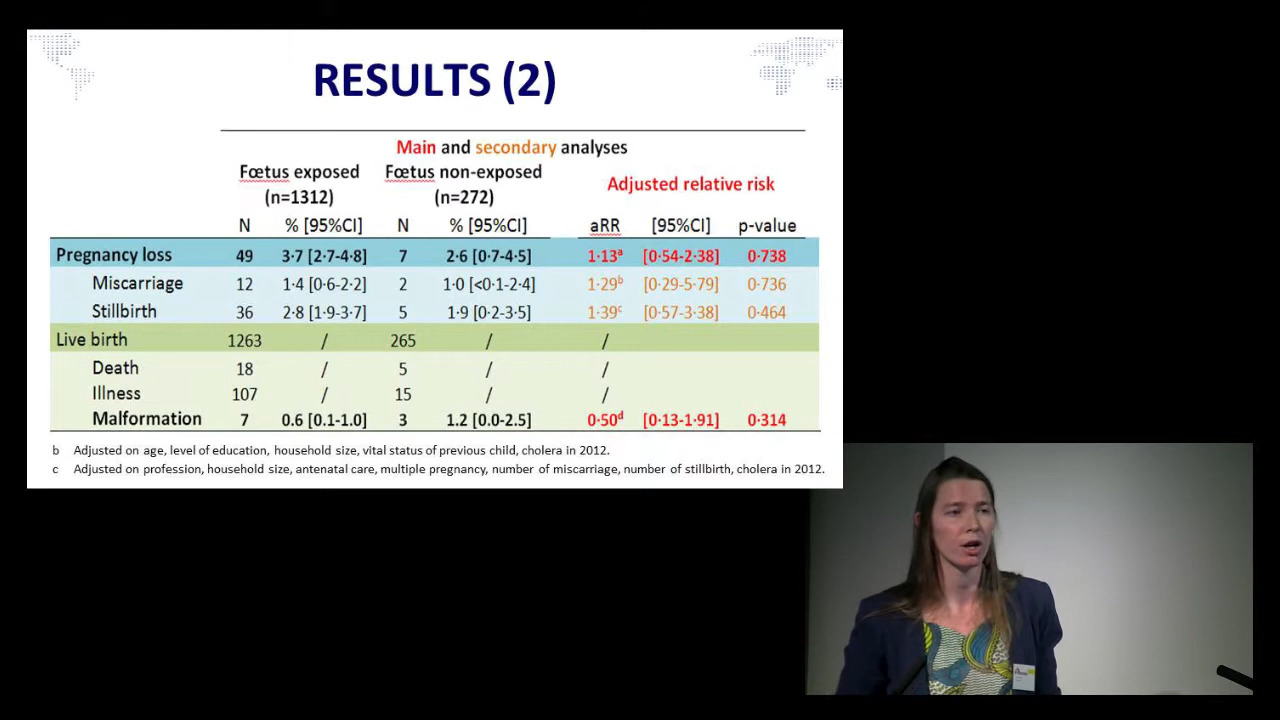 RESULTS (2)
Main and secondary analyses
Fœtus exposed Fœtus non-exposed
(n=1312) (n=272) Adjusted relative risk
N % [95%CI] N % [95%CI] aRR [95%CI] p-value
Pregnancy loss 49 3.7 [2.7-4.8] 7 2.6 [0.7-4.5] 1·13ᵃ [0·54-2·38] 0·738
Miscarriage 12 1.4 [0.6-2.2] 2 1.0 [<0.1-2.4] 1·29ᵇ [0·29-5·79] 0·736
Stillbirth 36 2.8 [1.9-3.7] 5 1.9 [0.2-3.5] 1·39ᶜ [0·57-3·38] 0·464
Live birth 1263 / 265 / /
Death 18 / 5 / /
Illness 107 / 15 / /
Malformation 7 0.6 [0.1-1.0] 3 1.2 [0.0-2.5] 0·50ᵈ [0·13-1·91] 0·314
b Adjusted on age, level of education, household size, vital status of previous child, cholera in 2012.
c Adjusted on profession, household size, antenatal care, multiple pregnancy, number of miscarriage, number of stillbirth, cholera in 2012.